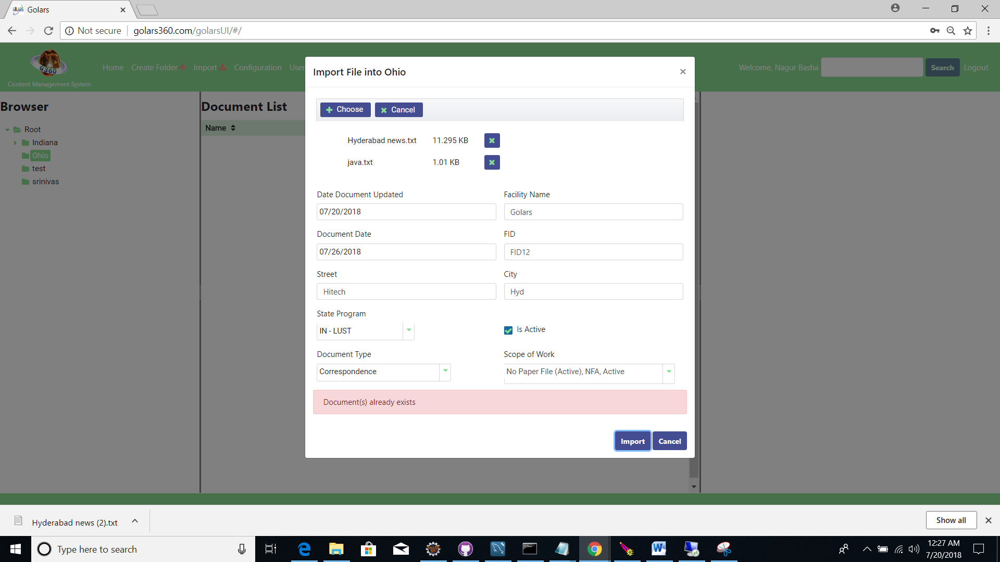 Golars
Not secure golars360.com/golarsUI/#/
G360
Content Management System
Home Create Folder Import Configuration User
Welcome, Nagur Basha Search Logout
Browser
Root
Indiana
Ohio
test
srinivas
Document List
Name
Import File into Ohio
Choose Cancel
Hyderabad news.txt 11.295 KB
java.txt 1.01 KB
Date Document Updated Facility Name
07/20/2018 Golars
Document Date FID
07/26/2018 FID12
Street City
Hitech Hyd
State Program
IN - LUST Is Active
Document Type Scope of Work
Correspondence No Paper File (Active), NFA, Active
Document(s) already exists
Import Cancel
Hyderabad news (2).txt Show all
Type here to search
12:27 AM
7/20/2018